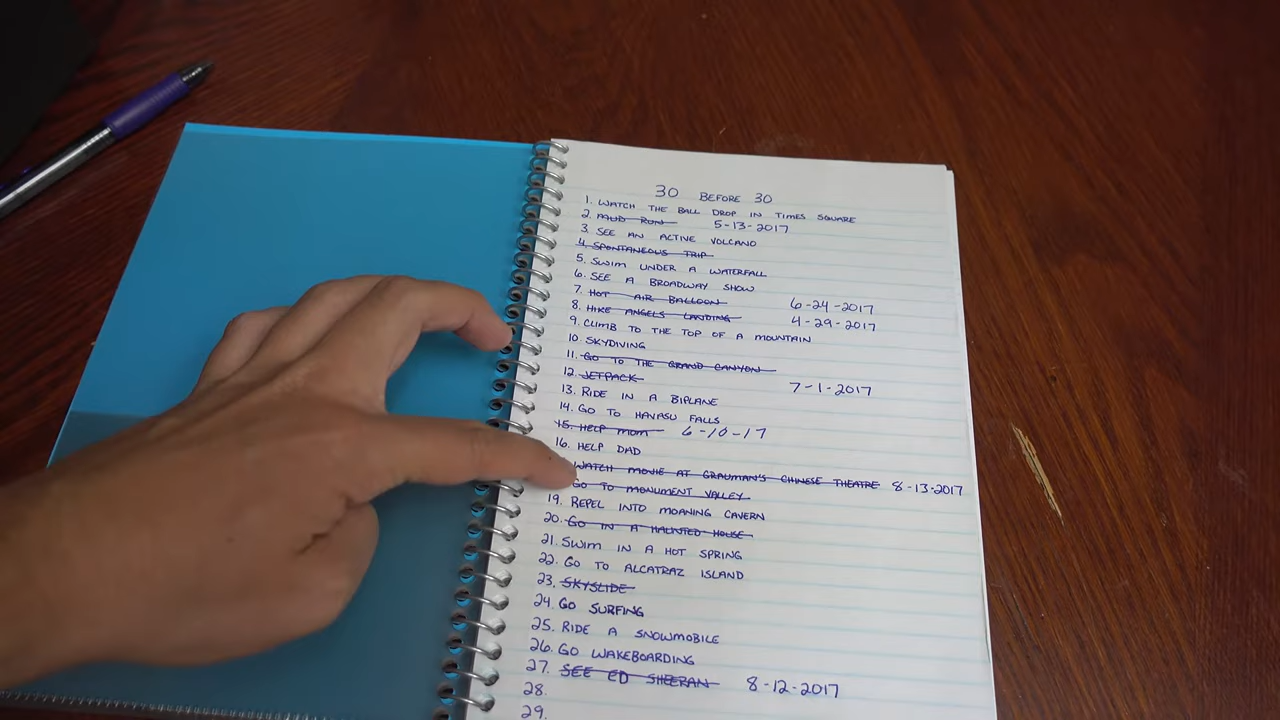 30 BEFORE 30
1. WATCH THE BALL DROP IN TIMES SQUARE
2. MUD RUN 5-13-2017
3. SEE AN ACTIVE VOLCANO
4. SPONTANEOUS TRIP
5. SWIM UNDER A WATERFALL
6. SEE A BROADWAY SHOW
7. HOT AIR BALLOON 6-24-2017
8. HIKE ANGELS LANDING 4-29-2017
9. CLIMB TO THE TOP OF A MOUNTAIN
10. SKYDIVING
11. GO TO THE GRAND CANYON
12. JETPACK 7-1-2017
13. RIDE IN A BIPLANE
14. GO TO HAVASU FALLS
15. HELP MOM 6-10-17
16. HELP DAD
WATCH MOVIE AT GRAUMAN'S CHINESE THEATRE 8-13-2017
GO TO MONUMENT VALLEY
19. REPEL INTO MOANING CAVERN
20. GO IN A HAUNTED HOUSE
21. SWIM IN A HOT SPRING
22. GO TO ALCATRAZ ISLAND
23. SKYSLIDE
24. GO SURFING
25. RIDE A SNOWMOBILE
26. GO WAKEBOARDING
27. SEE ED SHEERAN 8-12-2017
28.
29.